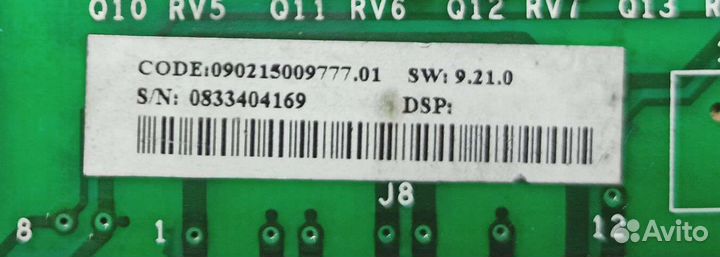 Q10 RV5 Q11 RV6 Q12 RV7 Q13
CODE:090215009777.01 SW: 9.21.0
S/N: 0833404169 DSP:
J8
8 1 12
Avito